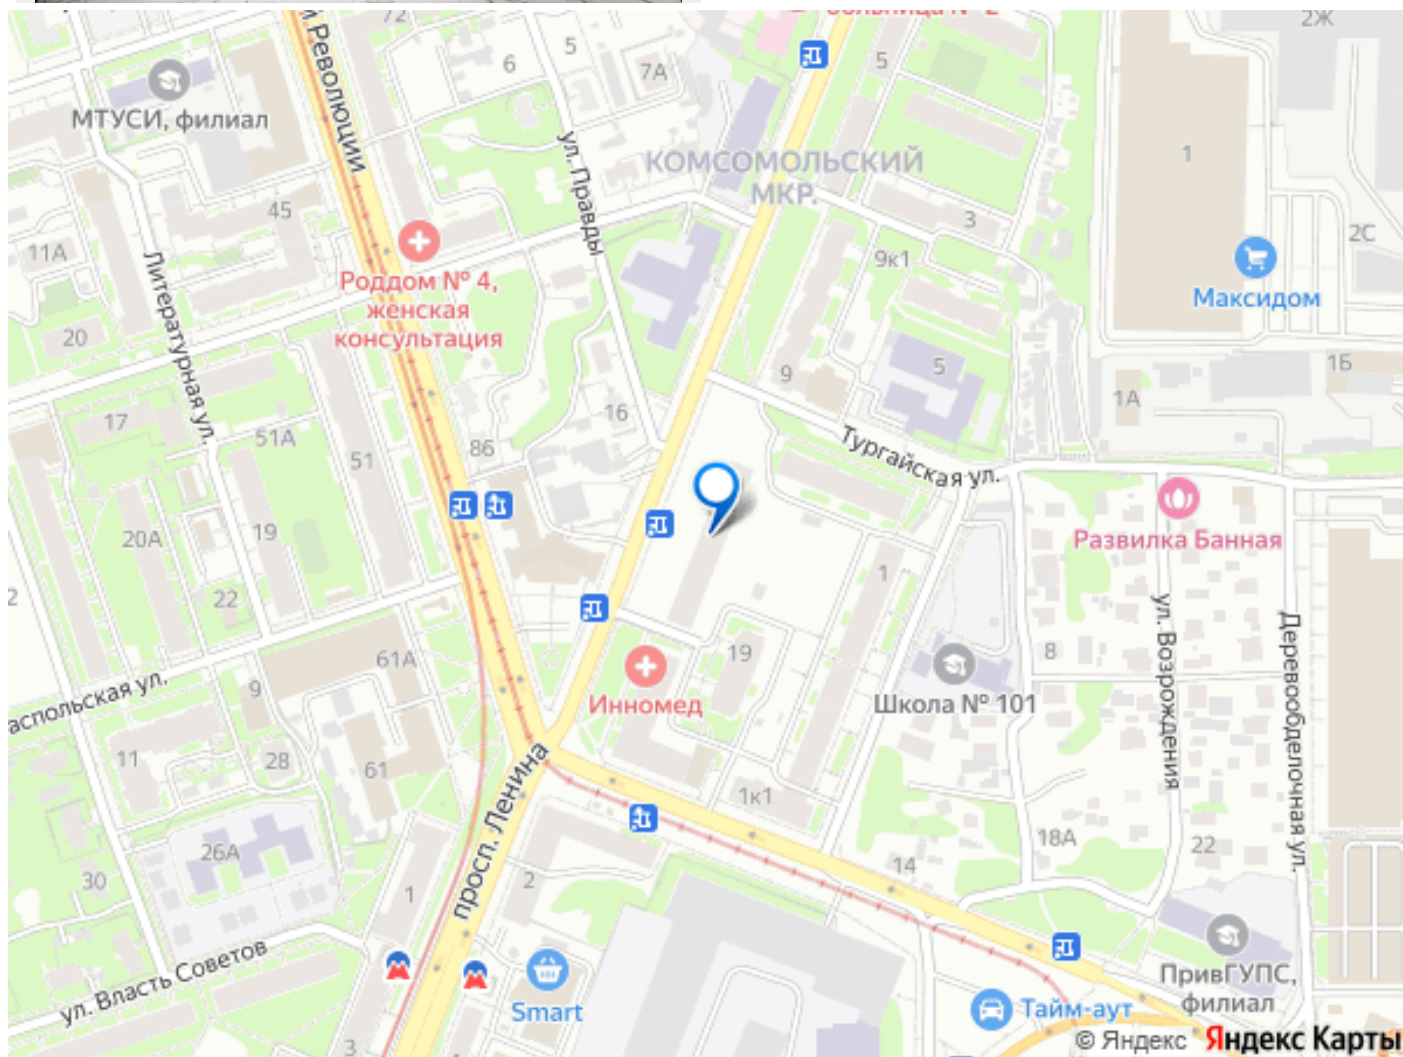 больница № 2
72
5
6
7А
5
2Ж
Революции
МТУСИ, филиал
ул. Правды
КОМСОМОЛЬСКИЙ
МКР.
1
45
3
11А
9к1
2С
Роддом № 4,
женская
консультация
Максидом
Литературная ул.
20
9
5
1Б
1А
17
51А
16
86
51
Тургайская ул.
20А
19
Развилка Банная
22
1
ул. Возрождения
Деревообделочная ул.
61А
19
8
9
Инномед
Школа № 101
аспольская ул.
11
28
61
просп. Ленина
1к1
26А
18А
22
30
2
14
1
ул. Власть Советов
Smart
ПривГУПС,
филиал
Тайм-аут
3
© Яндекс Яндекс Карты